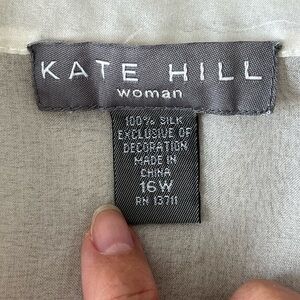 KATE HILL
woman
100% SILK
EXCLUSIVE OF
DECORATION
MADE IN
CHINA
16W
RN 13711